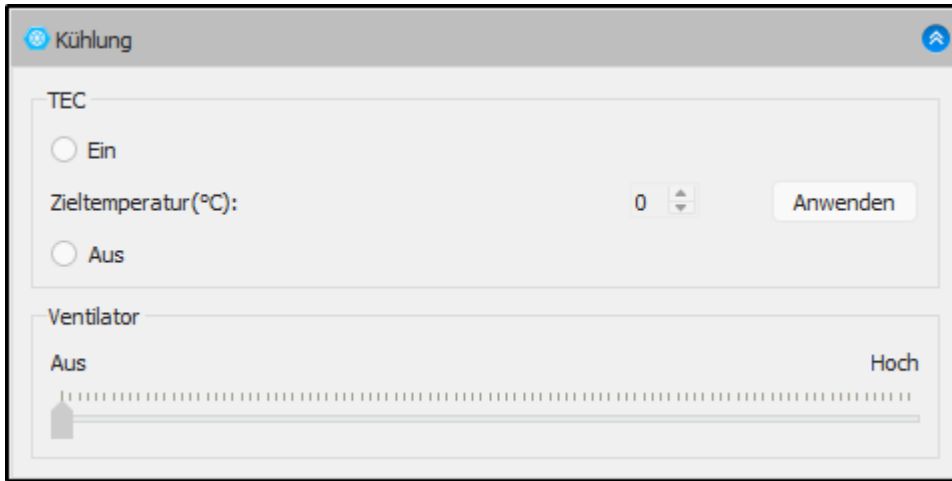 Kühlung
TEC
Ein
Zieltemperatur(°C): 0 Anwenden
Aus
Ventilator
Aus Hoch